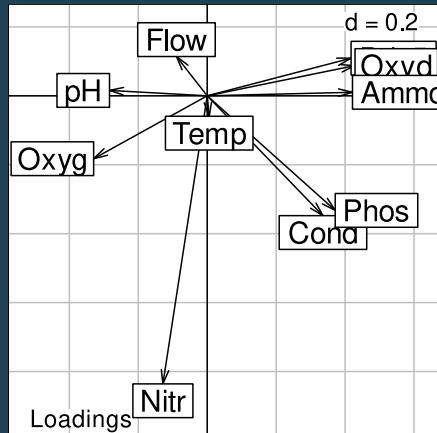 d = 0.2
Flow
Oxyd
pH
Ammo
Temp
Oxyg
Phos
Cond
Nitr
Loadings